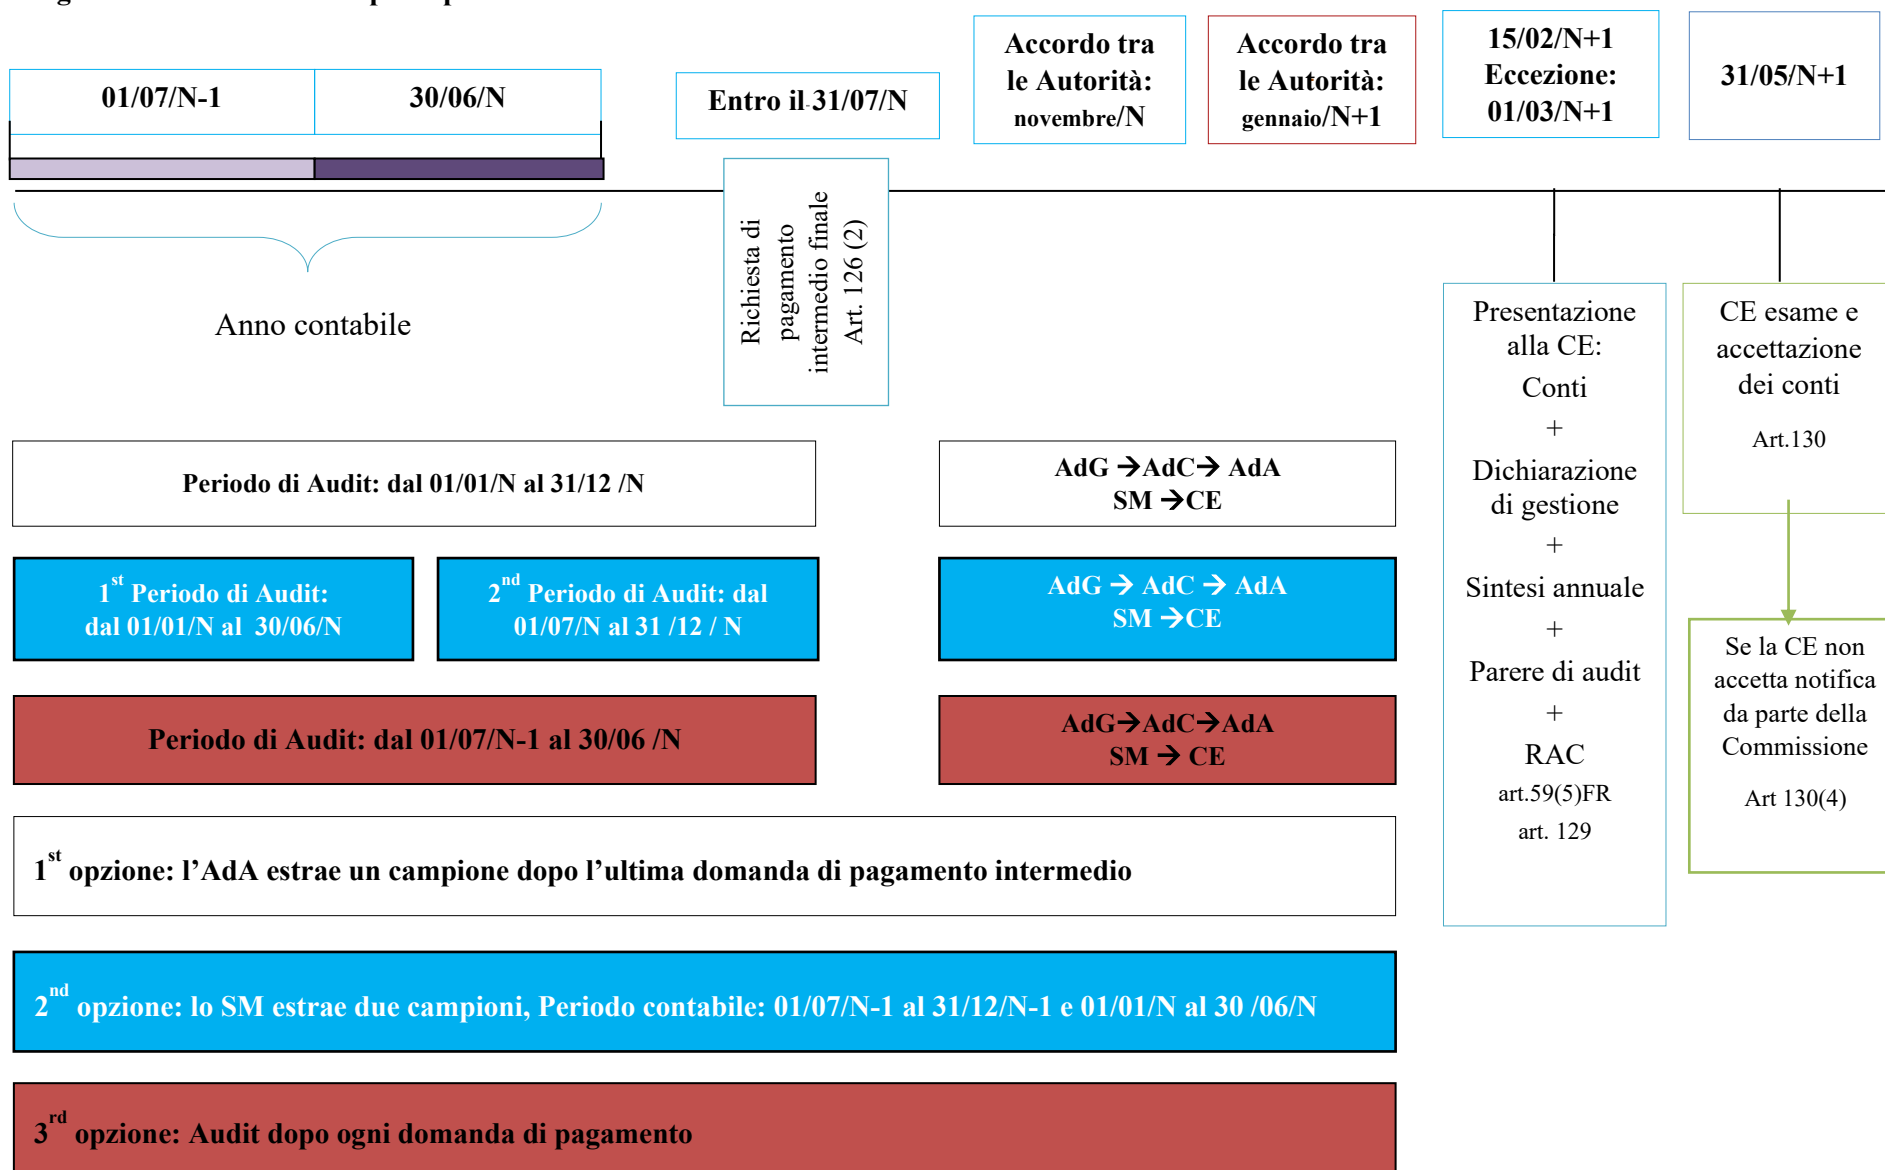 01/07/N-1
30/06/N
Entro il 31/07/N
Accordo tra
le Autorità:
novembre/N
Accordo tra
le Autorità:
gennaio/N+1
15/02/N+1
Eccezione:
01/03/N+1
31/05/N+1
Anno contabile
Richiesta di
pagamento
intermedio finale
Art. 126 (2)
Presentazione
alla CE:
Conti
+
Dichiarazione
di gestione
+
Sintesi annuale
+
Parere di audit
+
RAC
art.59(5)FR
art. 129
CE esame e
accettazione
dei conti
Art.130
Se la CE non
accetta notifica
da parte della
Commissione
Art 130(4)
Periodo di Audit: dal 01/01/N al 31/12 /N
AdG →AdC→ AdA
SM →CE
1st Periodo di Audit:
dal 01/01/N al 30/06/N
2nd Periodo di Audit: dal
01/07/N al 31 /12 / N
AdG → AdC → AdA
SM →CE
Periodo di Audit: dal 01/07/N-1 al 30/06 /N
AdG→AdC→AdA
SM → CE
1st opzione: l’AdA estrae un campione dopo l’ultima domanda di pagamento intermedio
2nd opzione: lo SM estrae due campioni, Periodo contabile: 01/07/N-1 al 31/12/N-1 e 01/01/N al 30 /06/N
3rd opzione: Audit dopo ogni domanda di pagamento